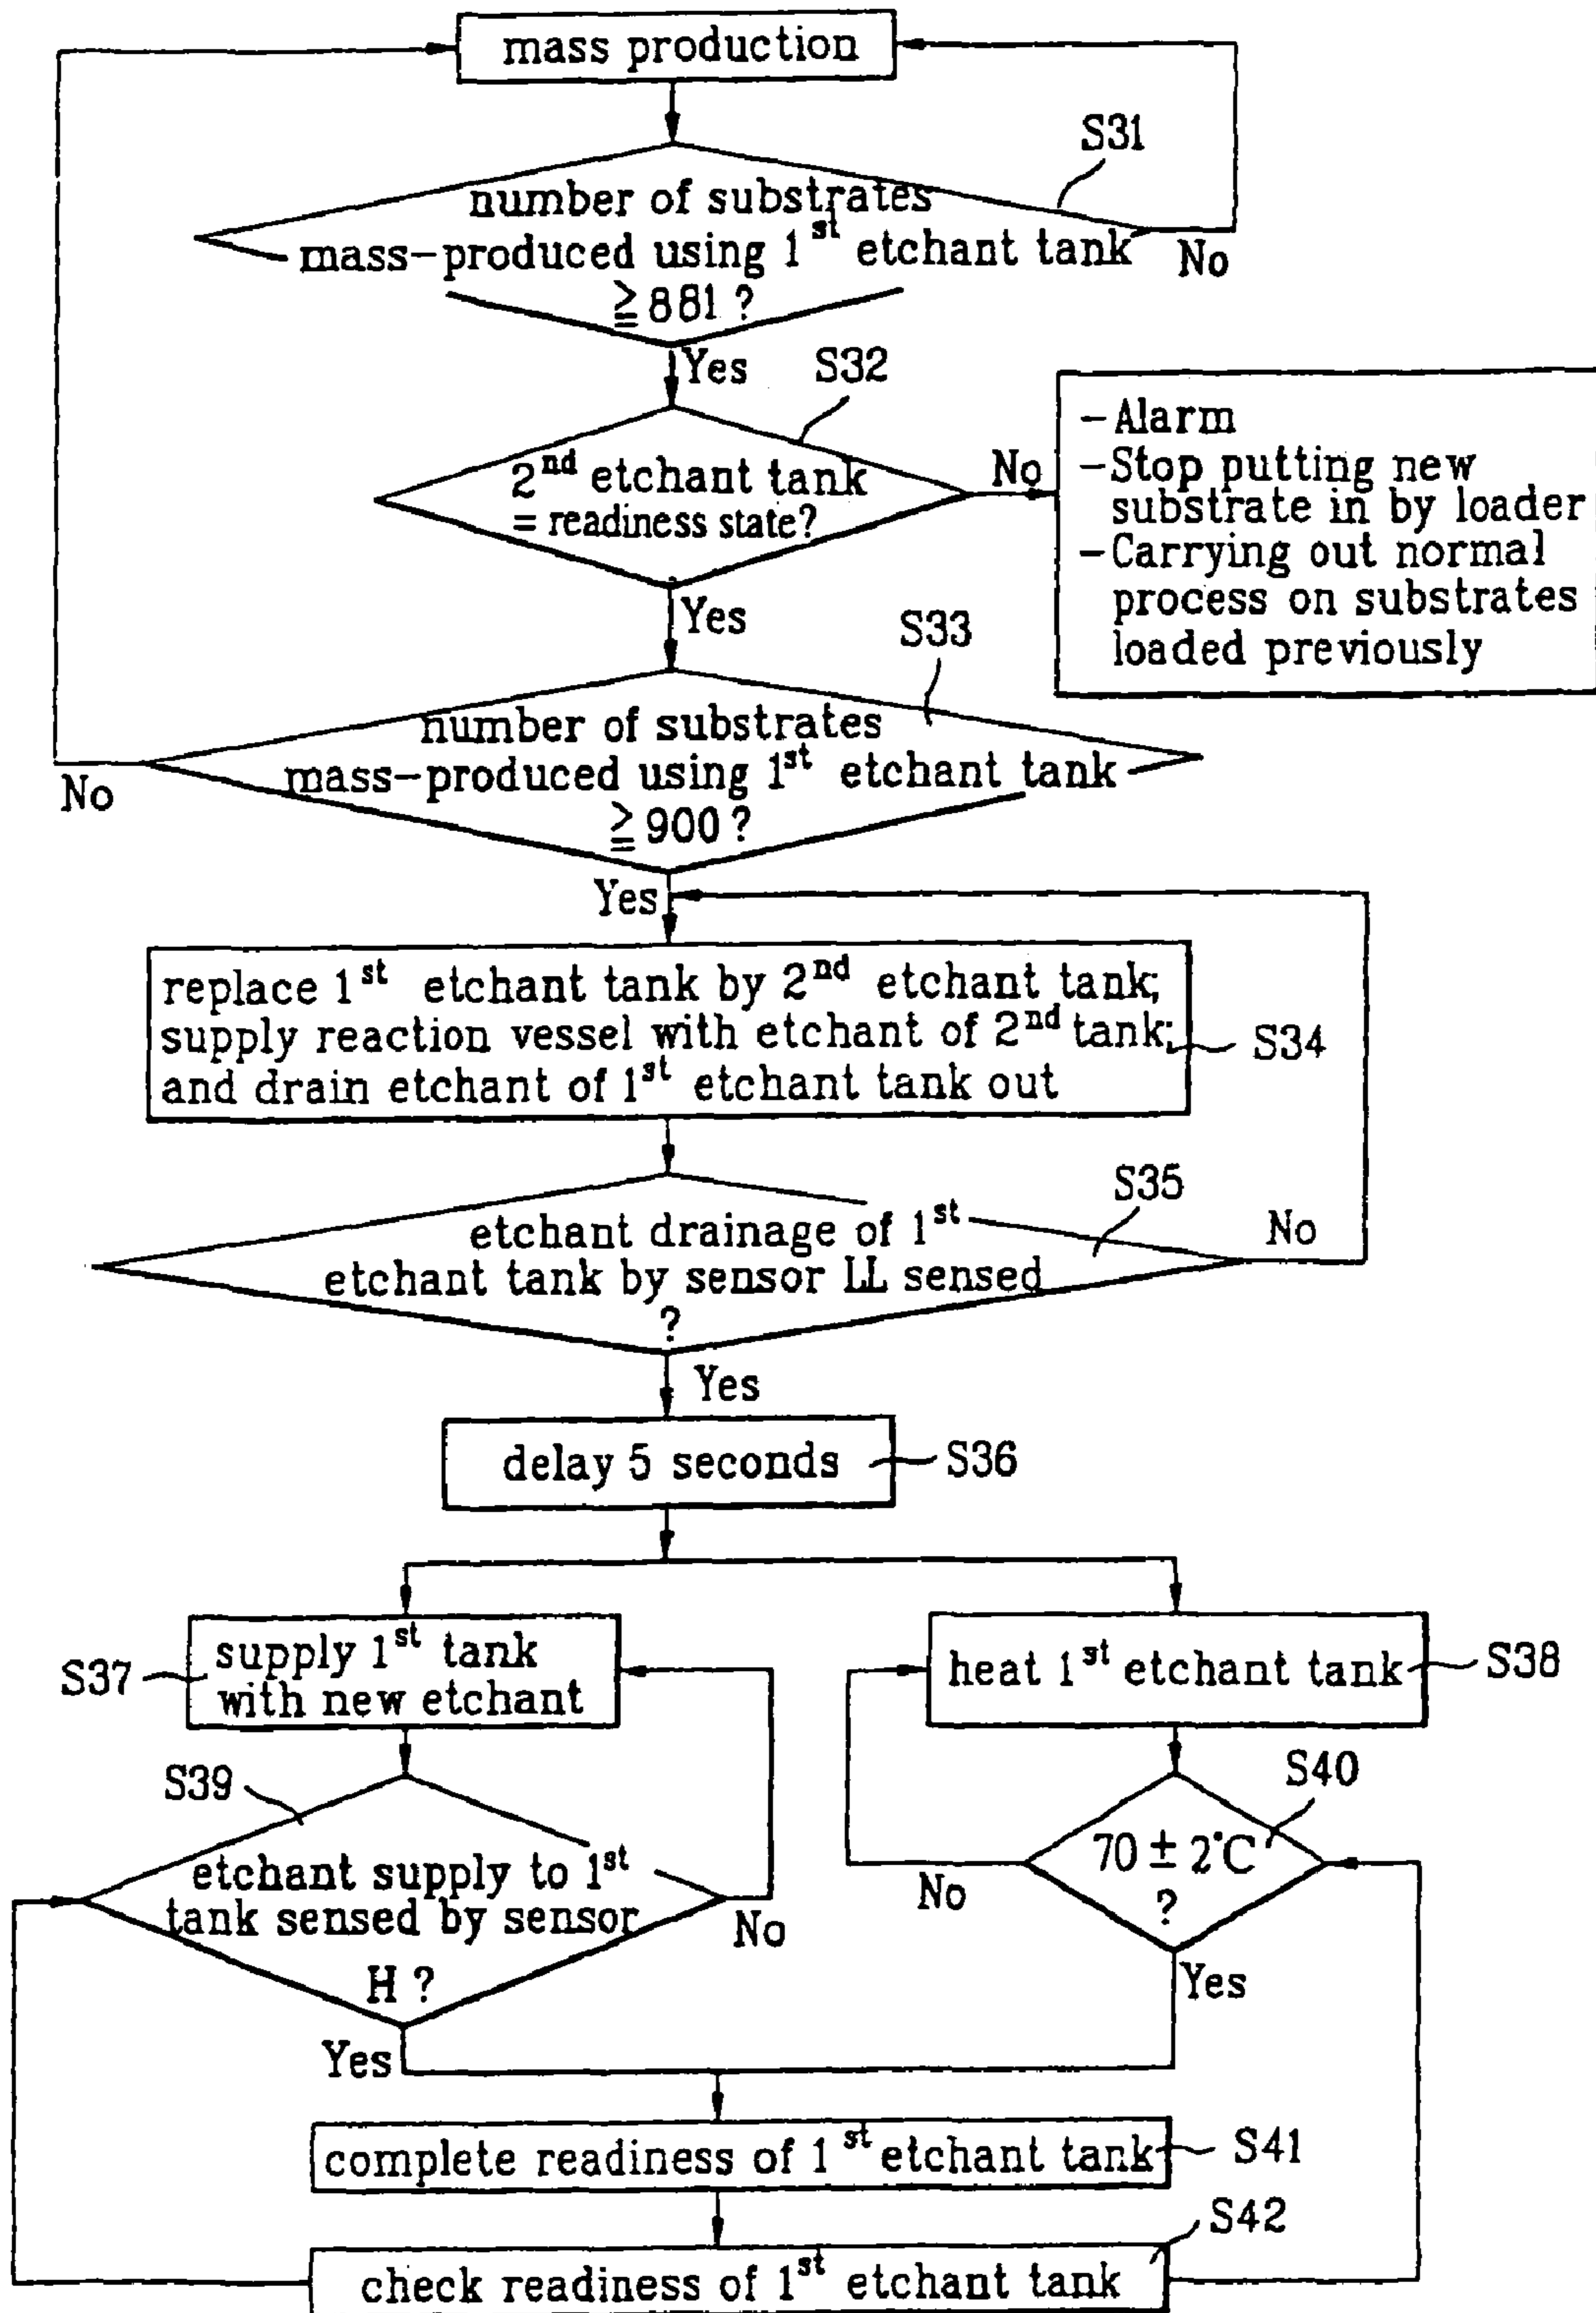 mass production
S31
number of substrates
mass-produced using 1st etchant tank
≧881 ?
No
Yes
S32
2nd etchant tank
= readiness state?
No
-Alarm
-Stop putting new
substrate in by loader
-Carrying out normal
process on substrates
loaded previously
Yes
S33
number of substrates
mass-produced using 1st etchant tank
≧900 ?
No
Yes
replace 1st etchant tank by 2nd etchant tank;
supply reaction vessel with etchant of 2nd tank;
and drain etchant of 1st etchant tank out
S34
S35
etchant drainage of 1st
etchant tank by sensor LL sensed
?
No
Yes
delay 5 seconds
S36
supply 1st tank
with new etchant
S37
heat 1st etchant tank
S38
S39
etchant supply to 1st
tank sensed by sensor
H ?
No
Yes
S40
70 ± 2°C
?
No
Yes
complete readiness of 1st etchant tank
S41
S42
check readiness of 1st etchant tank